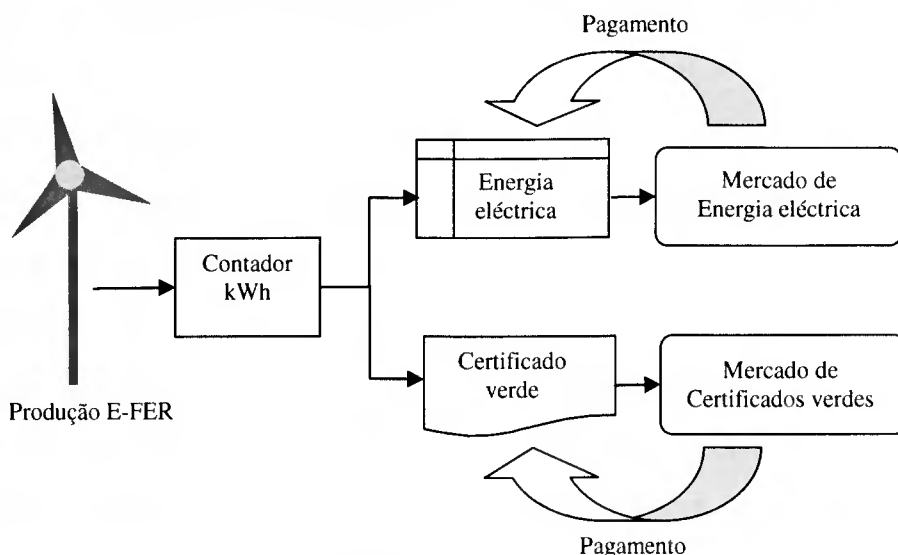 Pagamento
Energia
eléctrica
Mercado de
Energia eléctrica
Contador
kWh
Certificado
verde
Mercado de
Certificados verdes
Produção E-FER
Pagamento